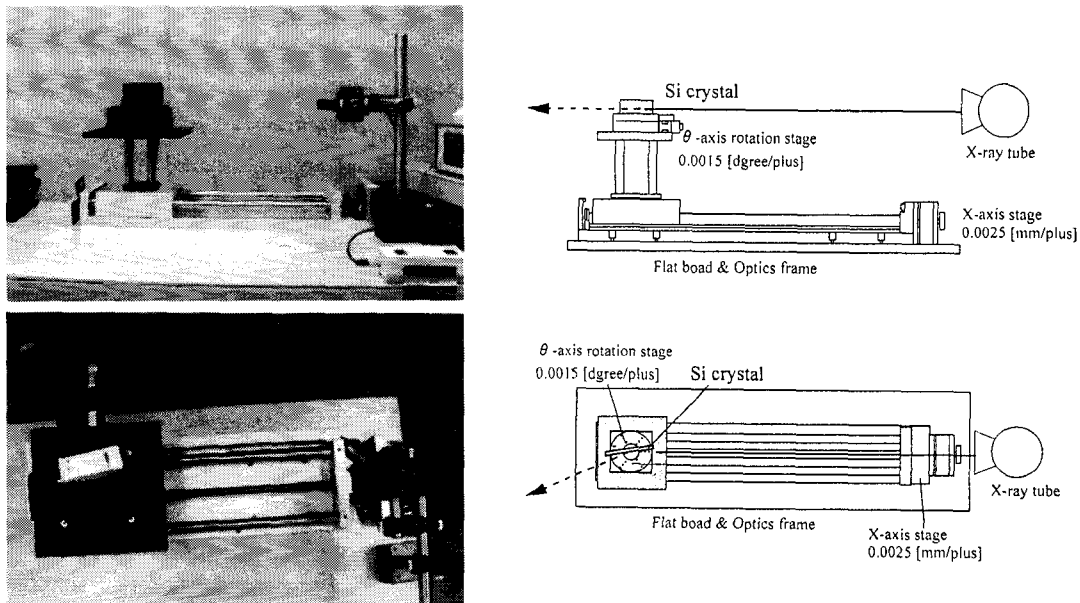 Si crystal
θ -axis rotation stage
0.0015 [dgree/plus]
X-ray tube
X-axis stage
0.0025 [mm/plus]
Flat boad & Optics frame
θ -axis rotation stage
0.0015 [dgree/plus]
Si crystal
X-ray tube
Flat boad & Optics frame
X-axis stage
0.0025 [mm/plus]